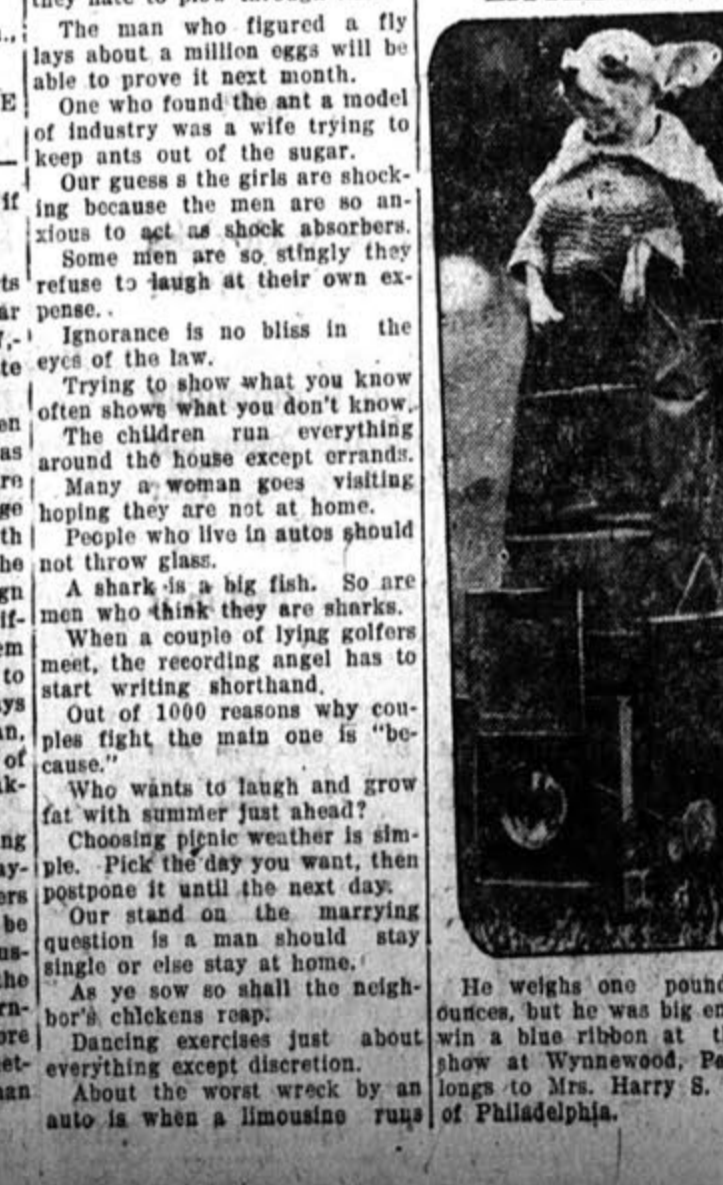 The man who figured a fly
lays about a million eggs will be
able to prove it next month.
One who found the ant a model
of industry was a wife trying to
keep ants out of the sugar.
Our guess s the girls are shock-
ing because the men are so an-
xious to act as shock absorbers.
Some men are so stingly they
refuse to laugh at their own ex-
pense.
Ignorance is no bliss in the
eyes of the law.
Trying to show what you know
often shows what you don't know.
The children run everything
around the house except errands.
Many a woman goes visiting
hoping they are not at home.
People who live in autos should
not throw glass.
A shark is a big fish. So are
men who think they are sharks.
When a couple of lying golfers
meet, the recording angel has to
start writing shorthand.
Out of 1000 reasons why cou-
ples fight the main one is "be-
cause."
Who wants to laugh and grow
fat with summer just ahead?
Choosing picnic weather is sim-
ple. Pick the day you want, then
postpone it until the next day.
Our stand on the marrying
question is a man should stay
single or else stay at home.
As ye sow so shall the neigh-
bor's chickens reap.
Dancing exercises just about
everything except discretion.
About the worst wreck by an
auto is when a limousine runs
He weighs one
ounces, but he was big
win a blue ribbon at
show at Wynnewood,
longs to Mrs. Harry S.
of Philadelphia.